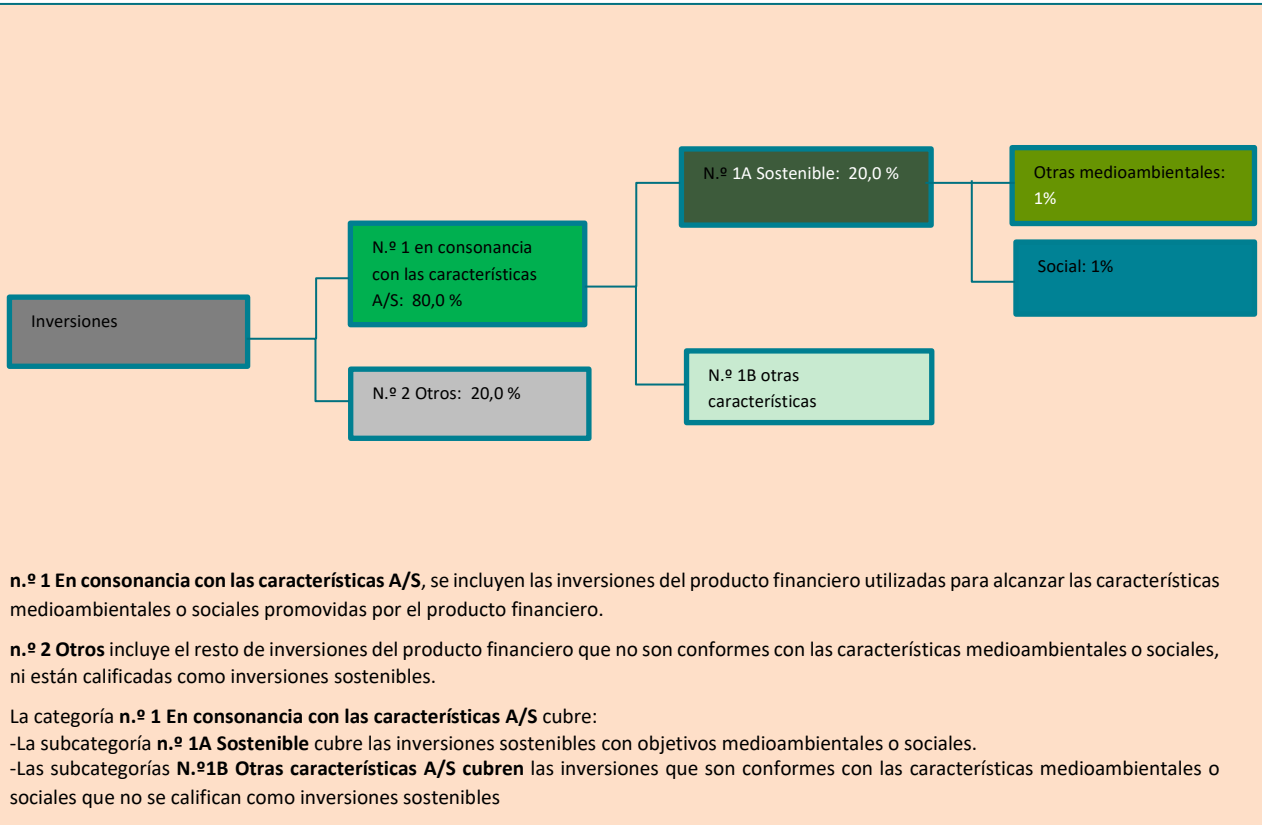 Inversiones
N.º 1 en consonancia
con las características
A/S:  80,0 %
N.º 2 Otros:  20,0 %
N.º 1A Sostenible:  20,0 %
N.º 1B otras
características
Otras medioambientales:
1%
Social: 1%
n.º 1 En consonancia con las características A/S, se incluyen las inversiones del producto financiero utilizadas para alcanzar las características
medioambientales o sociales promovidas por el producto financiero.
n.º 2 Otros incluye el resto de inversiones del producto financiero que no son conformes con las características medioambientales o sociales,
ni están calificadas como inversiones sostenibles.
La categoría n.º 1 En consonancia con las características A/S cubre:
-La subcategoría n.º 1A Sostenible cubre las inversiones sostenibles con objetivos medioambientales o sociales.
-Las subcategorías N.º1B Otras características A/S cubren las inversiones que son conformes con las características medioambientales o
sociales que no se califican como inversiones sostenibles